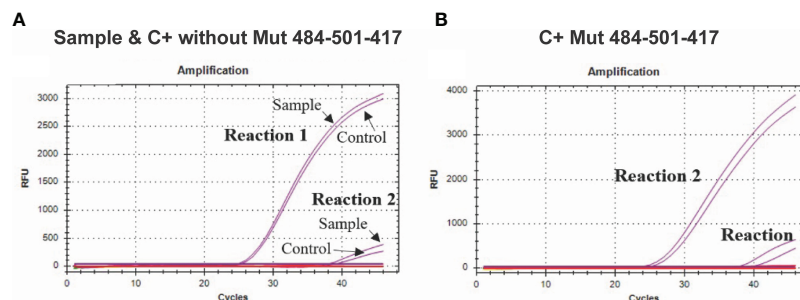 A
Sample & C+ without Mut 484-501-417
Amplification
3000
2500
2000
1500
1000
500
0
RFU
Sample
Reaction 1
Control
Reaction 2
Sample
Control
0
10
20
30
40
Cycles
B
C+ Mut 484-501-417
Amplification
4000
3000
2000
1000
0
RFU
Reaction 2
Reaction
0
10
20
30
40
Cycles